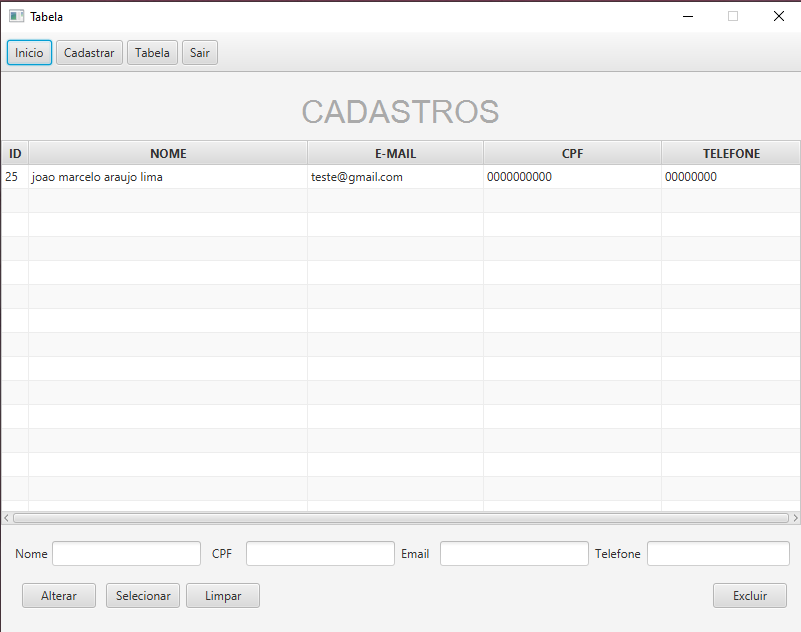 Tabela
Inicio Cadastrar Tabela Sair
CADASTROS
ID NOME E-MAIL CPF TELEFONE
25 joao marcelo araujo lima teste@gmail.com 0000000000 00000000
Nome CPF Email Telefone
Alterar Selecionar Limpar Excluir